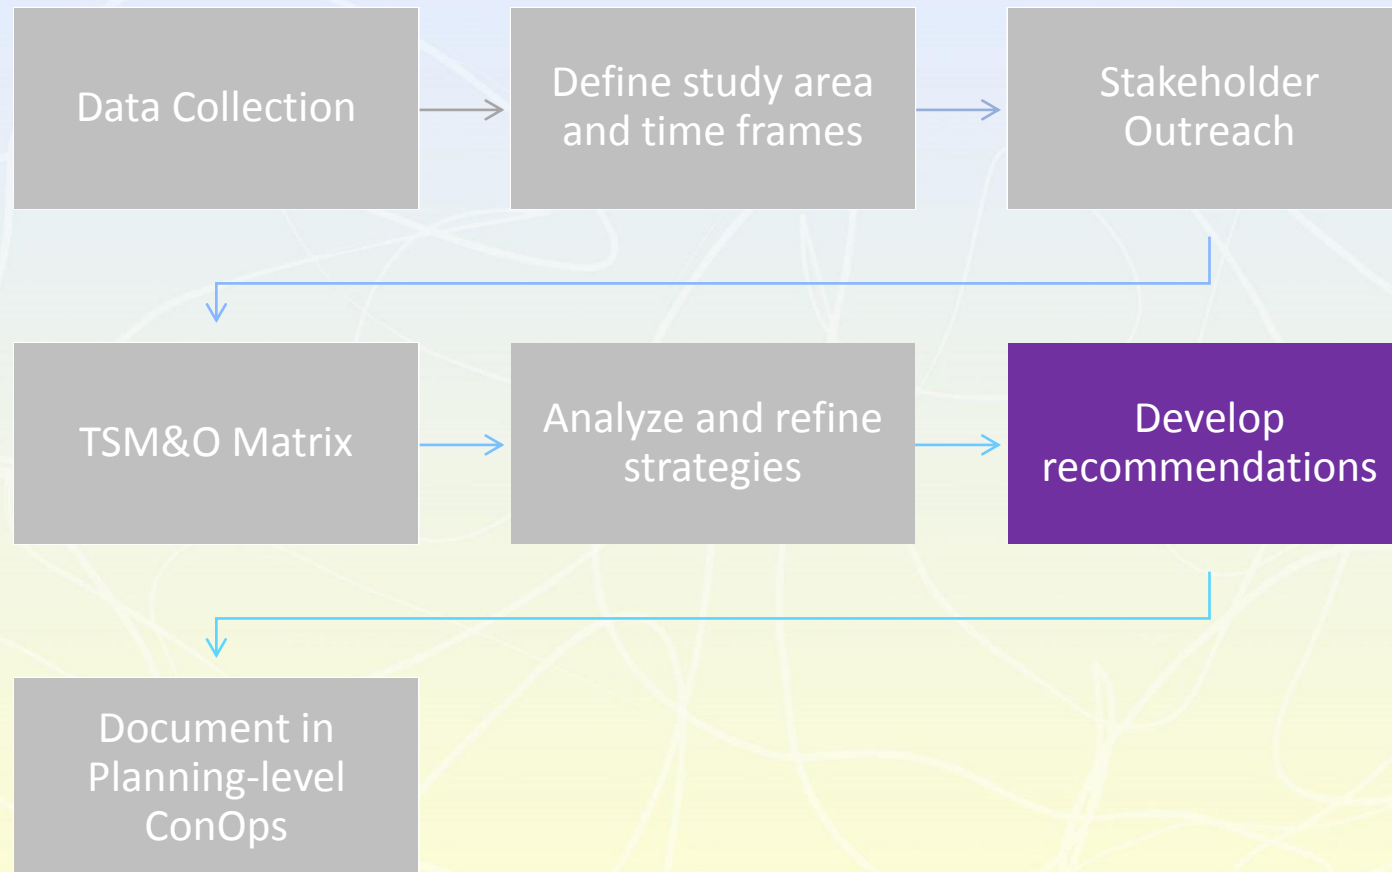 Data Collection
Define study area
and time frames
Stakeholder
Outreach
TSM&O Matrix
Analyze and refine
strategies
Develop
recommendations
Document in
Planning-level
ConOps